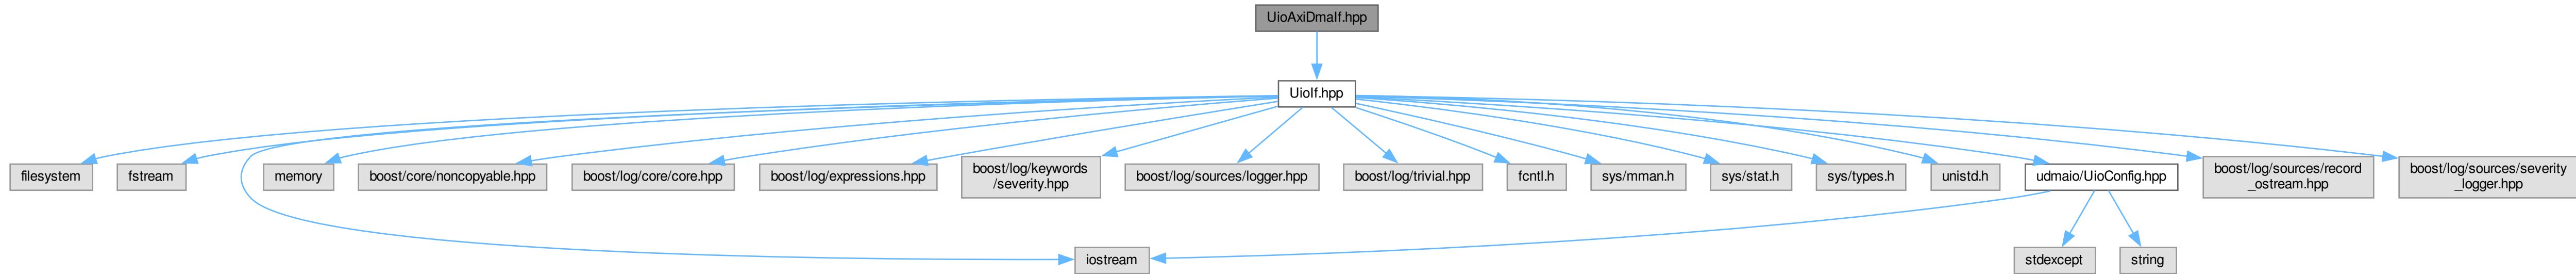 UioAxiDmaIf.hpp
UioIf.hpp
filesystem
fstream
memory
boost/core/noncopyable.hpp
boost/log/core/core.hpp
boost/log/expressions.hpp
boost/log/keywords
/severity.hpp
boost/log/sources/logger.hpp
boost/log/trivial.hpp
fcntl.h
sys/mman.h
sys/stat.h
sys/types.h
unistd.h
udmaio/UioConfig.hpp
boost/log/sources/record
_ostream.hpp
boost/log/sources/severity
_logger.hpp
iostream
stdexcept
string